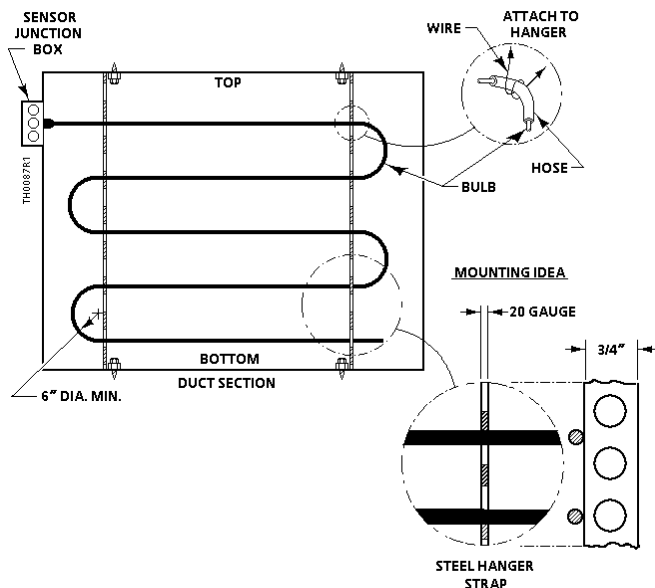 SENSOR
JUNCTION
BOX
TOP
WIRE
ATTACH TO
HANGER
TH0087R1
HOSE
BULB
MOUNTING IDEA
20 GAUGE
3/4"
BOTTOM
DUCT SECTION
6" DIA. MIN.
STEEL HANGER
STRAP